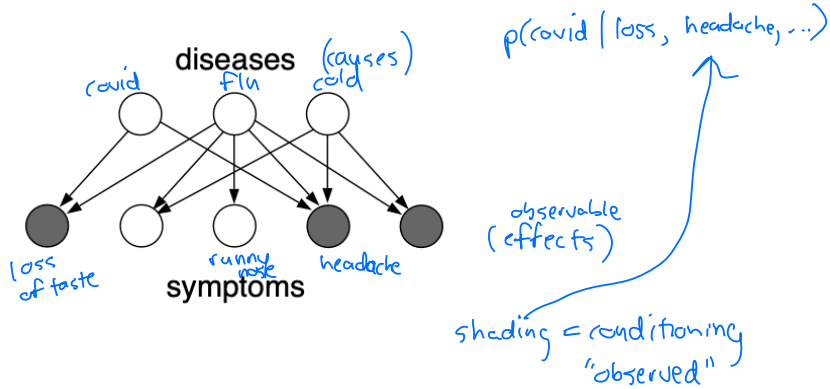 p(covid | loss, headache, ...)
diseases (causes)
covid flu cold
observable
(effects)
loss
of taste
runny
nose
headache
symptoms
shading = conditioning
"observed"